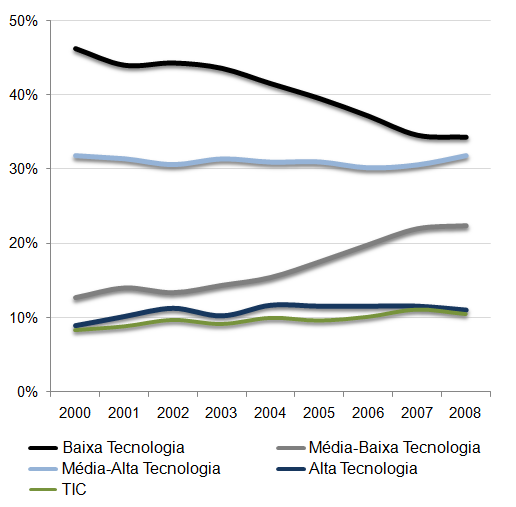 50%
40%
30%
20%
10%
0%
2000 2001 2002 2003 2004 2005 2006 2007 2008
Baixa Tecnologia Média-Baixa Tecnologia
Média-Alta Tecnologia Alta Tecnologia
TIC